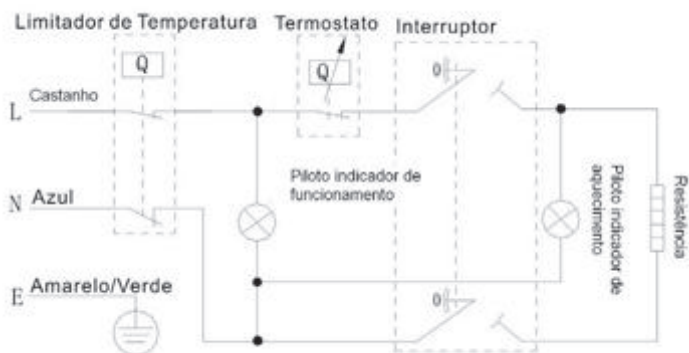 Limitador de Temperatura
Termostato
Interruptor
Q
Q
0
L
Castanho
Piloto indicador de
funcionamento
Piloto indicador de
aquecimento
Resistência
N
Azul
E
Amarelo/Verde
0